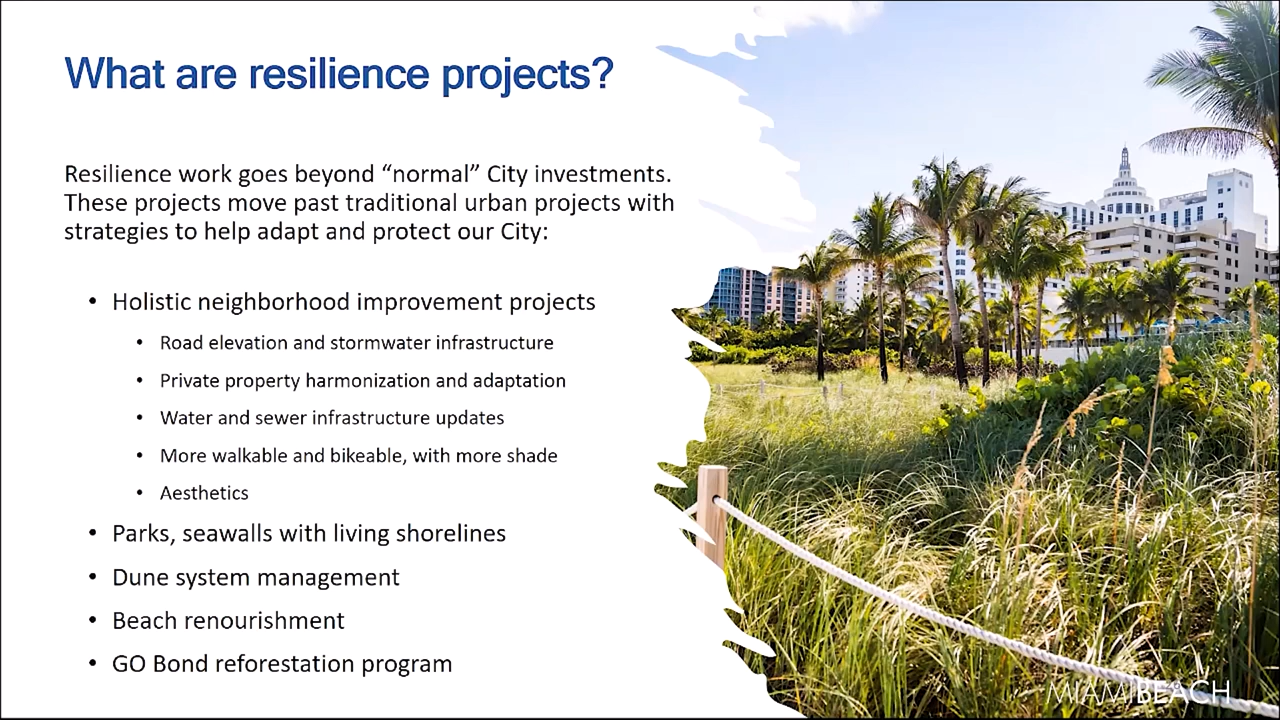 What are resilience projects?
Resilience work goes beyond “normal” City investments.
These projects move past traditional urban projects with
strategies to help adapt and protect our City:
• Holistic neighborhood improvement projects
• Road elevation and stormwater infrastructure
• Private property harmonization and adaptation
• Water and sewer infrastructure updates
• More walkable and bikeable, with more shade
• Aesthetics
• Parks, seawalls with living shorelines
• Dune system management
• Beach renourishment
• GO Bond reforestation program
MIAMIBEACH